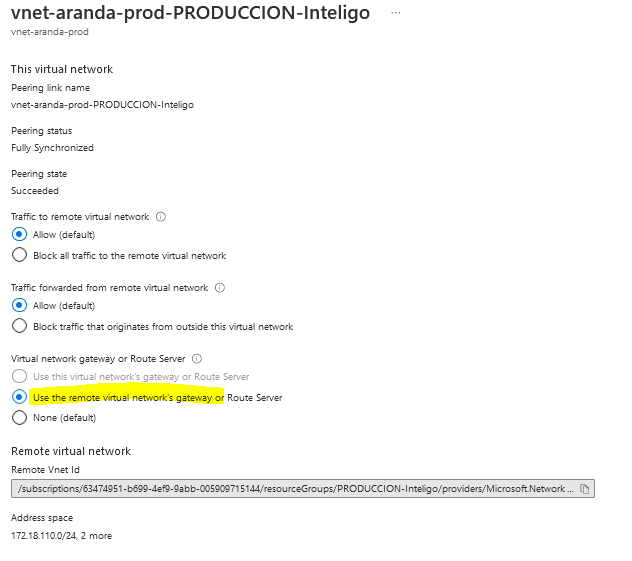 vnet-aranda-prod-PRODUCCION-Inteligo ...
vnet-aranda-prod
This virtual network
Peering link name
vnet-aranda-prod-PRODUCCION-Inteligo
Peering status
Fully Synchronized
Peering state
Succeeded
Traffic to remote virtual network
Allow (default)
Block all traffic to the remote virtual network
Traffic forwarded from remote virtual network
Allow (default)
Block traffic that originates from outside this virtual network
Virtual network gateway or Route Server
Use this virtual network's gateway or Route Server
Use the remote virtual network's gateway or Route Server
None (default)
Remote virtual network
Remote Vnet Id
/subscriptions/63474951-b699-4ef9-9abb-005909715144/resourceGroups/PRODUCCION-Inteligo/providers/Microsoft.Network ...
Address space
172.18.110.0/24, 2 more